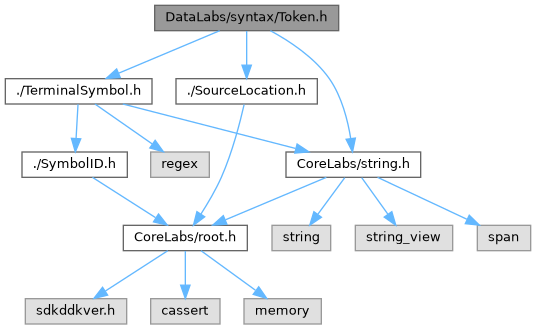 DataLabs/syntax/Token.h
./TerminalSymbol.h
./SourceLocation.h
./SymbolID.h
regex
CoreLabs/string.h
CoreLabs/root.h
string
string_view
span
sdkddkver.h
cassert
memory